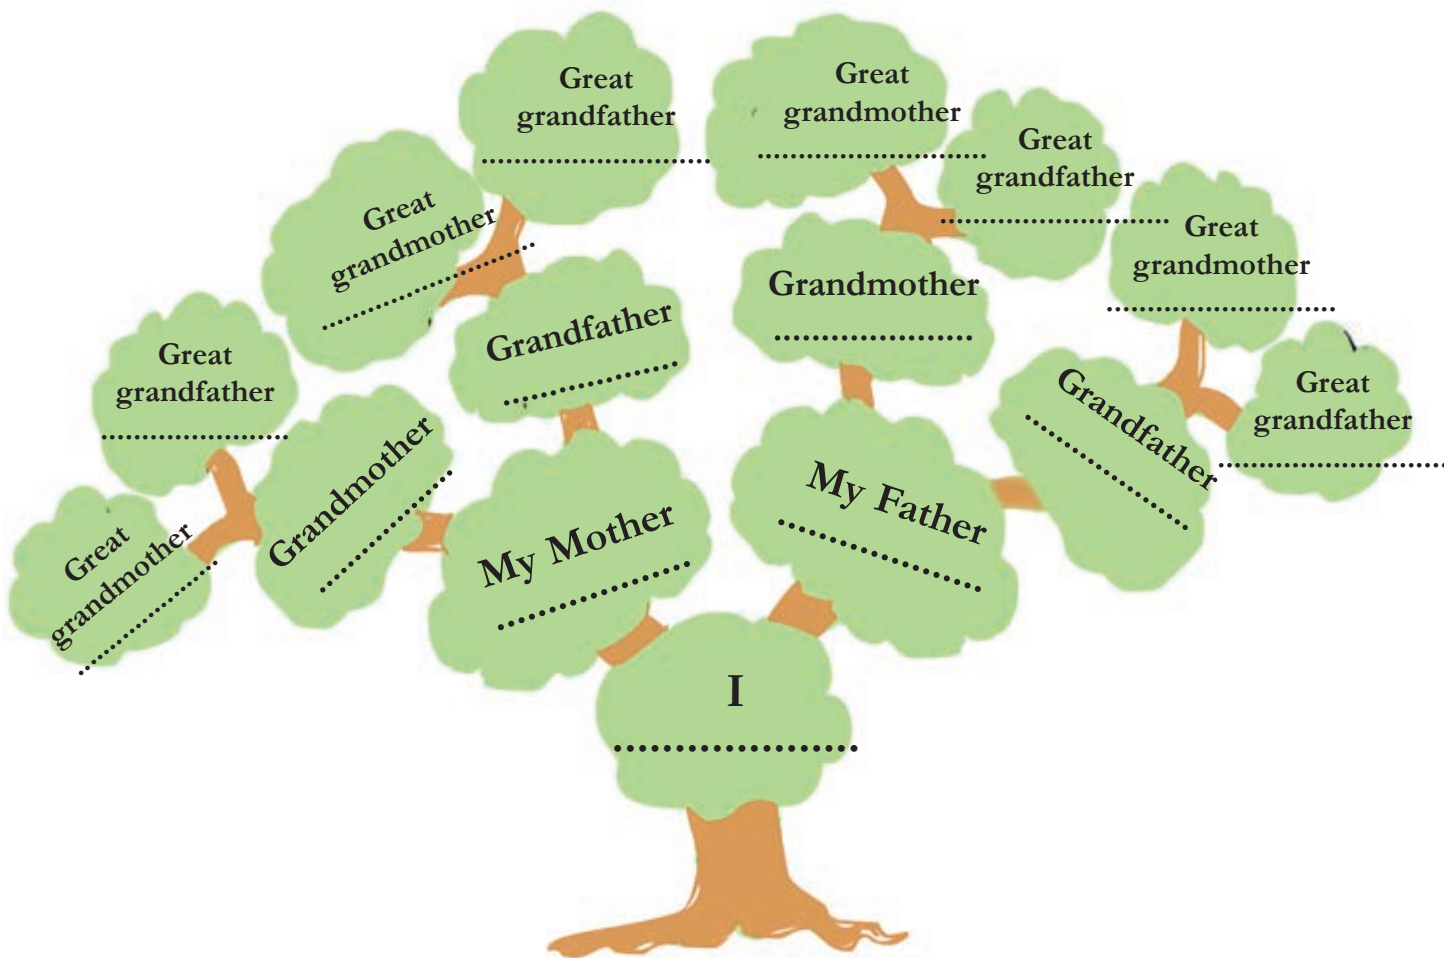 Great
grandfather
Great
grandmother
Great
grandfather
Great
grandmother
Great
grandmother
Grandmother
Grandfather
Great
grandfather
Grandfather
Great
grandfather
Grandmother
My Father
My Mother
Great
grandmother
I